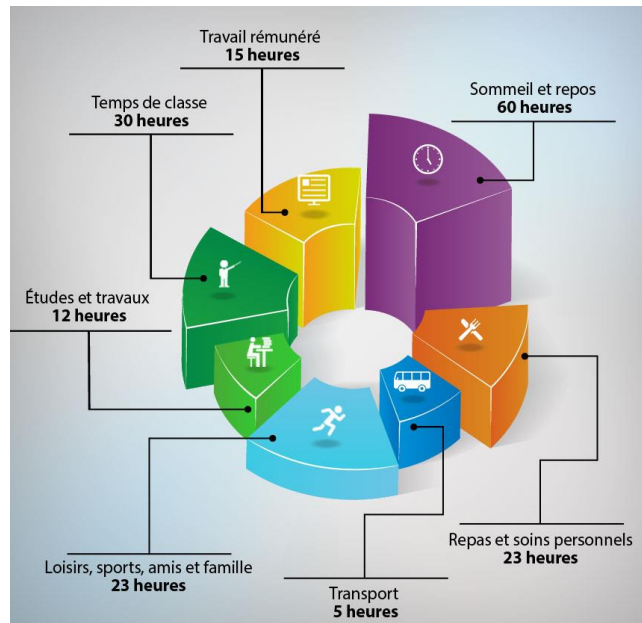 Travail rémunéré
15 heures
Sommeil et repos
60 heures
Temps de classe
30 heures
Études et travaux
12 heures
Repas et soins personnels
23 heures
Loisirs, sports, amis et famille
23 heures
Transport
5 heures